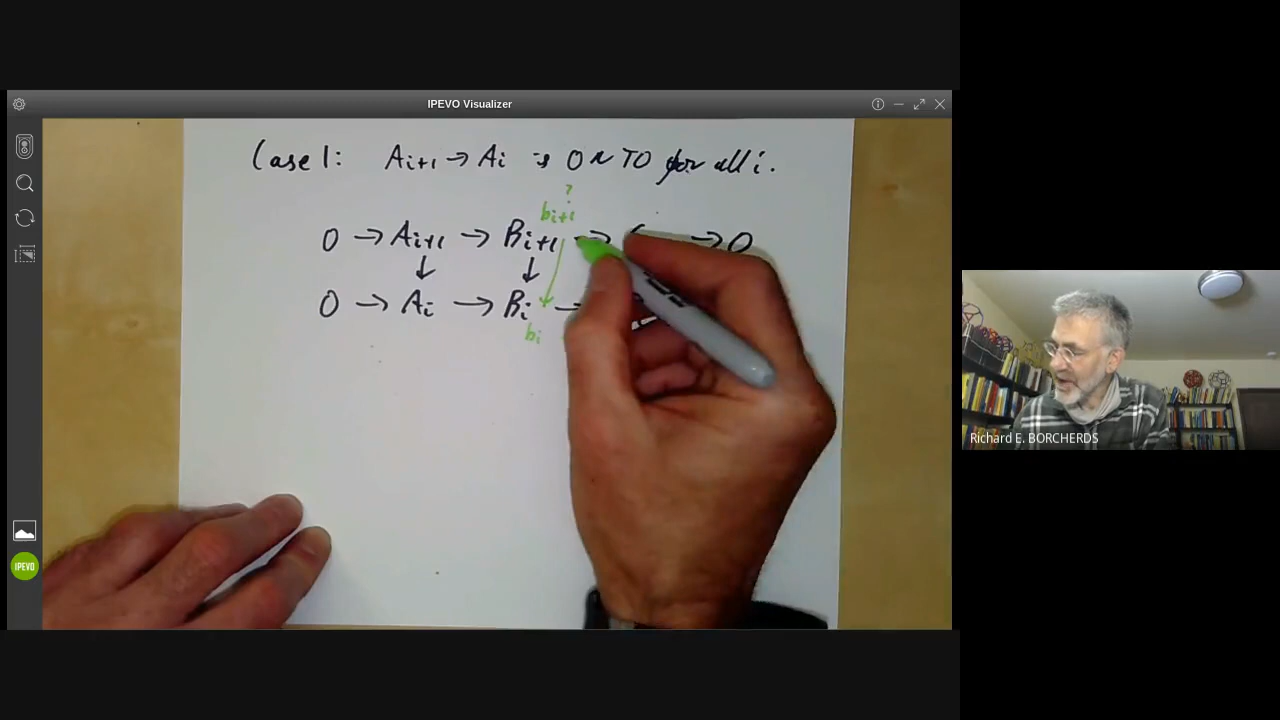 IPEVO Visualizer
Case 1: Aᵢ₊₁ → Aᵢ is ONTO for all i.
?
bᵢ₊₁
0 → Aᵢ₊₁ → Bᵢ₊₁ → → 0
↓ ↓
0 → Aᵢ → Bᵢ →
bᵢ
Richard E. BORCHERDS
IPEVO